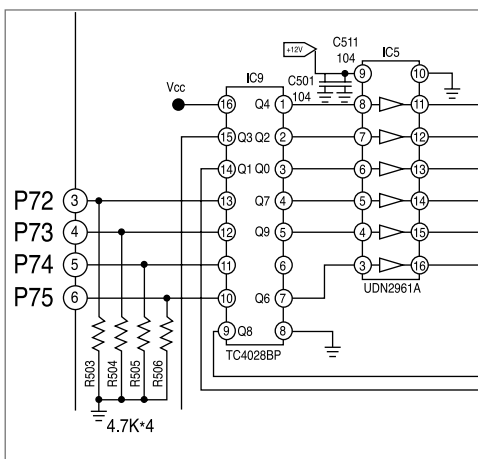 C511
104
+12V
IC5
IC9
C501
104
9
10
Vcc
16
Q4
1
8
11
15
Q3
Q2
2
7
12
14
Q1
Q0
3
6
13
P72
3
13
Q7
4
5
14
P73
4
12
Q9
5
4
15
P74
5
11
6
3
16
P75
6
10
Q6
7
UDN2961A
9
Q8
8
TC4028BP
R503
R504
R505
R506
4.7K*4